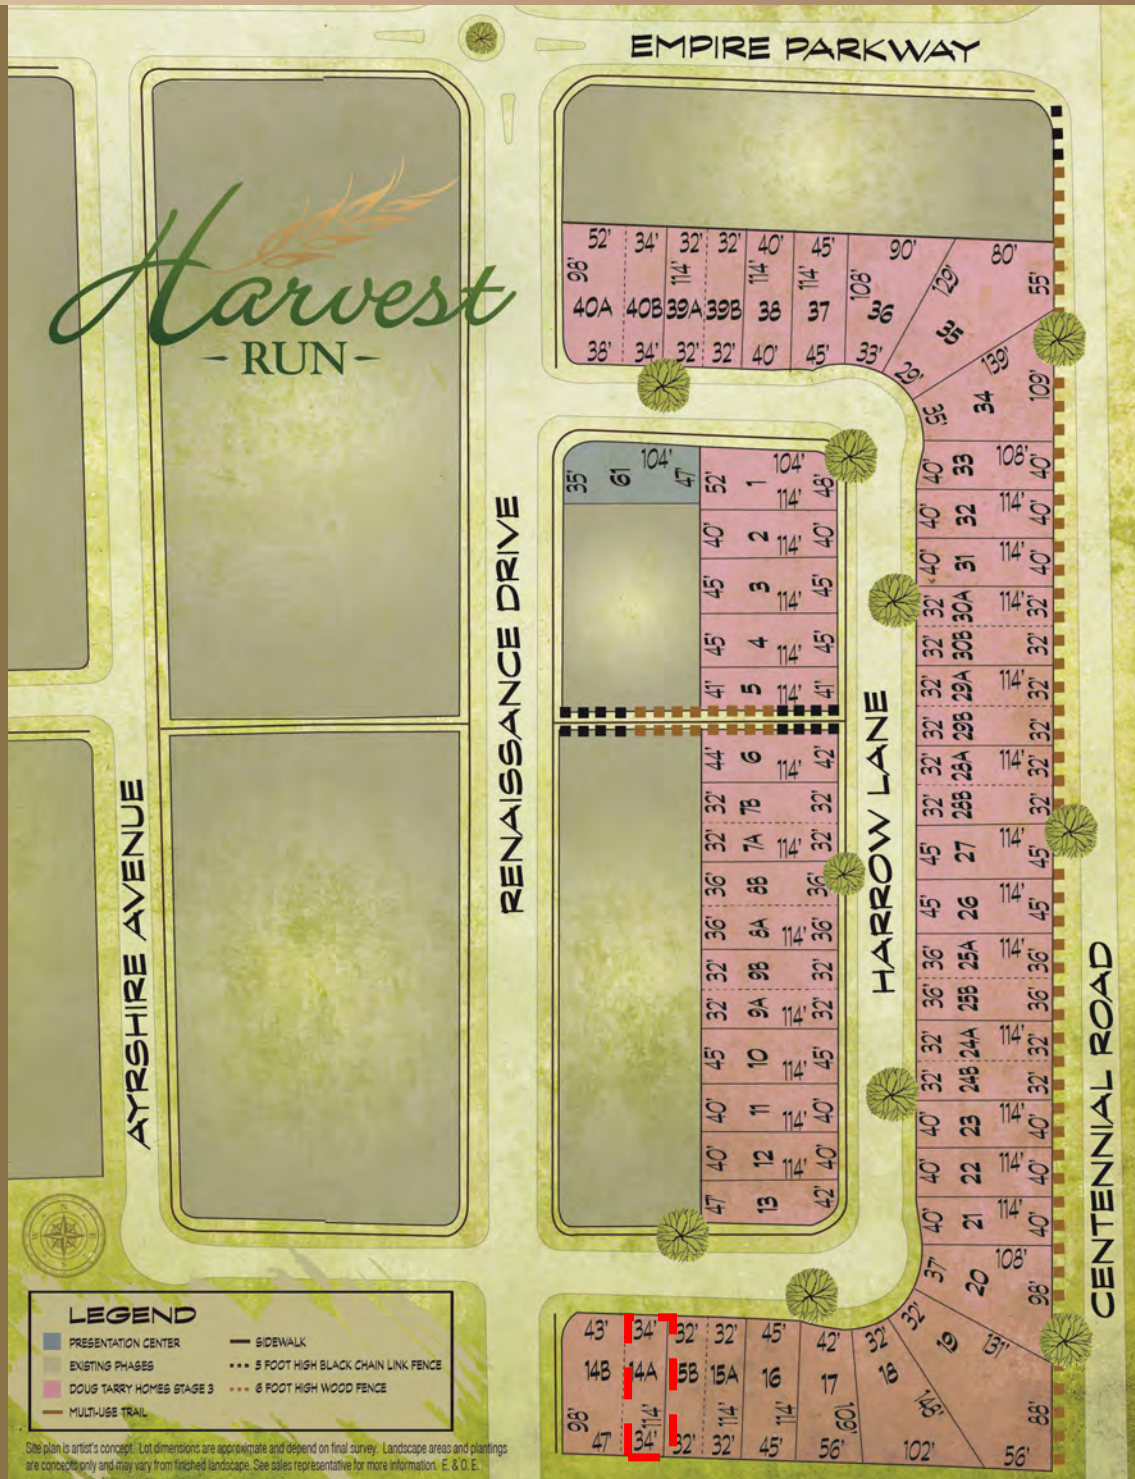 EMPIRE PARKWAY
Harvest
- RUN -
52' 34' 32' 32' 40' 45' 90' 80'
98' 114' 114' 114' 108' 129' 55'
40A 40B 39A 39B 38 37 36 35
38' 34' 32' 32' 40' 45' 33' 29'
139' 109'
35 34
35' 61 104' 47'
52' 1 104' 114' 48'
40' 2 114' 40'
45' 3 114' 45'
45' 4 114' 45'
41' 5 114' 41'
44' 6 114' 42'
32' 7B 32'
32' 7A 114' 32'
36' 8B 36'
36' 8A 114' 36'
32' 9B 32'
32' 9A 114' 32'
45' 10 114' 45'
40' 11 114' 40'
40' 12 114' 40'
47' 13 42'
40' 33 108' 40'
40' 32 114' 40'
40' 31 114' 40'
32' 30A 114' 32'
32' 30B 32'
32' 29A 114' 32'
32' 29B 32'
32' 28A 114' 32'
32' 28B 32'
45' 27 114' 45'
45' 26 114' 45'
36' 25A 114' 36'
36' 25B 36'
32' 24A 114' 32'
32' 24B 32'
40' 23 114' 40'
40' 22 114' 40'
40' 21 114' 40'
37' 20 108' 98'
32' 19 131' 88'
AYRSHIRE AVENUE
RENAISSANCE DRIVE
HARROW LANE
CENTENNIAL ROAD
43' 34' 32' 32' 45' 42' 32'
14B 14A 5B 15A 16 17 18
98' 114' 114' 114' 109' 146'
47' 34' 32' 32' 45' 56' 102' 56'
LEGEND
PRESENTATION CENTER
EXISTING PHASES
DOUG TARRY HOMES STAGE 3
MULTI-USE TRAIL
SIDEWALK
5 FOOT HIGH BLACK CHAIN LINK FENCE
6 FOOT HIGH WOOD FENCE
Site plan is artist's concept. Lot dimensions are approximate and depend on final survey. Landscape areas and plantings
are concepts only and may vary from finished landscape. See sales representative for more information. E. & O. E.